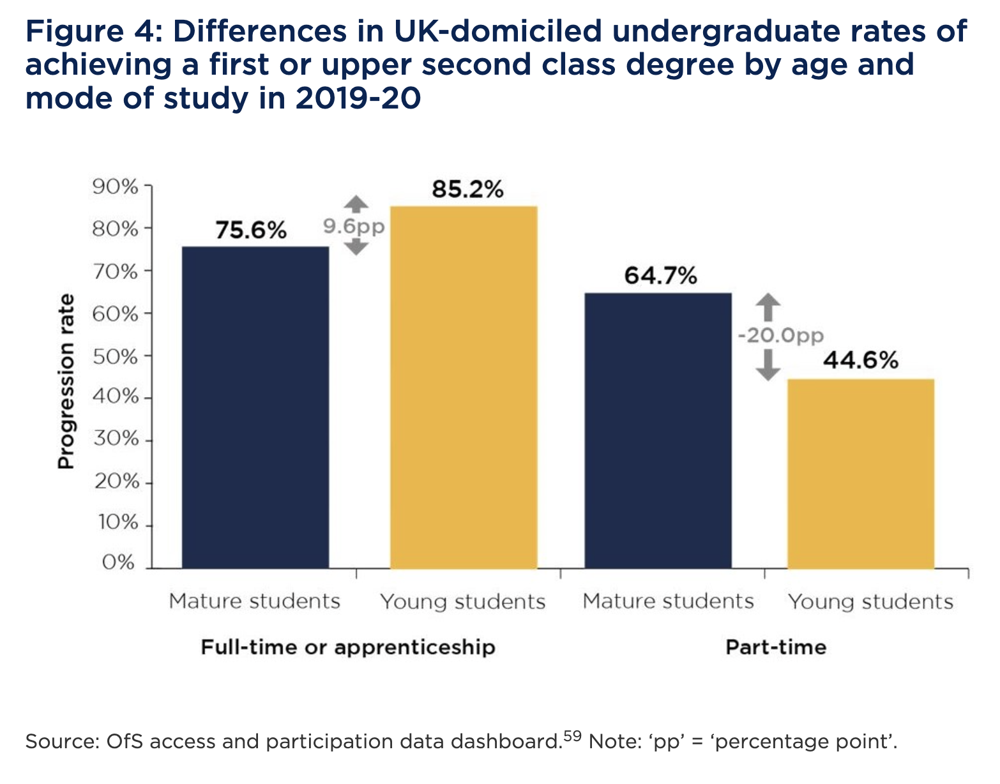 Figure 4: Differences in UK-domiciled undergraduate rates of
achieving a first or upper second class degree by age and
mode of study in 2019-20
Progression rate
90%
80%
70%
60%
50%
40%
30%
20%
10%
0%
75.6%
9.6pp
85.2%
64.7%
-20.0pp
44.6%
Mature students
Young students
Mature students
Young students
Full-time or apprenticeship
Part-time
Source: OfS access and participation data dashboard.59 Note: ‘pp’ = ‘percentage point’.